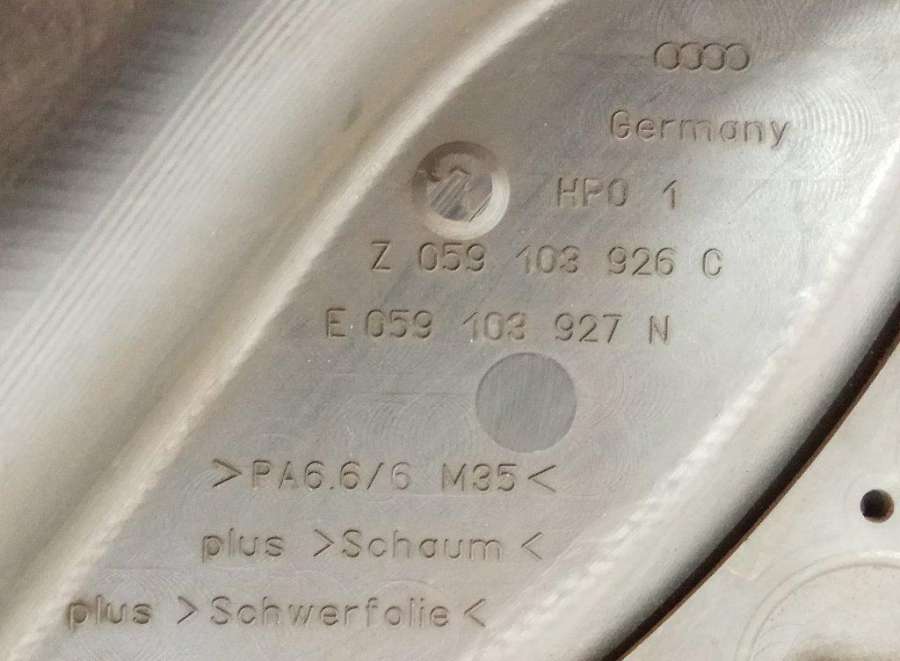 Germany
HPO 1
Z 059 103 926 C
E 059 103 927 N
>PA6.6/6 M35<
plus >Schaum <
plus >Schwerfolie<